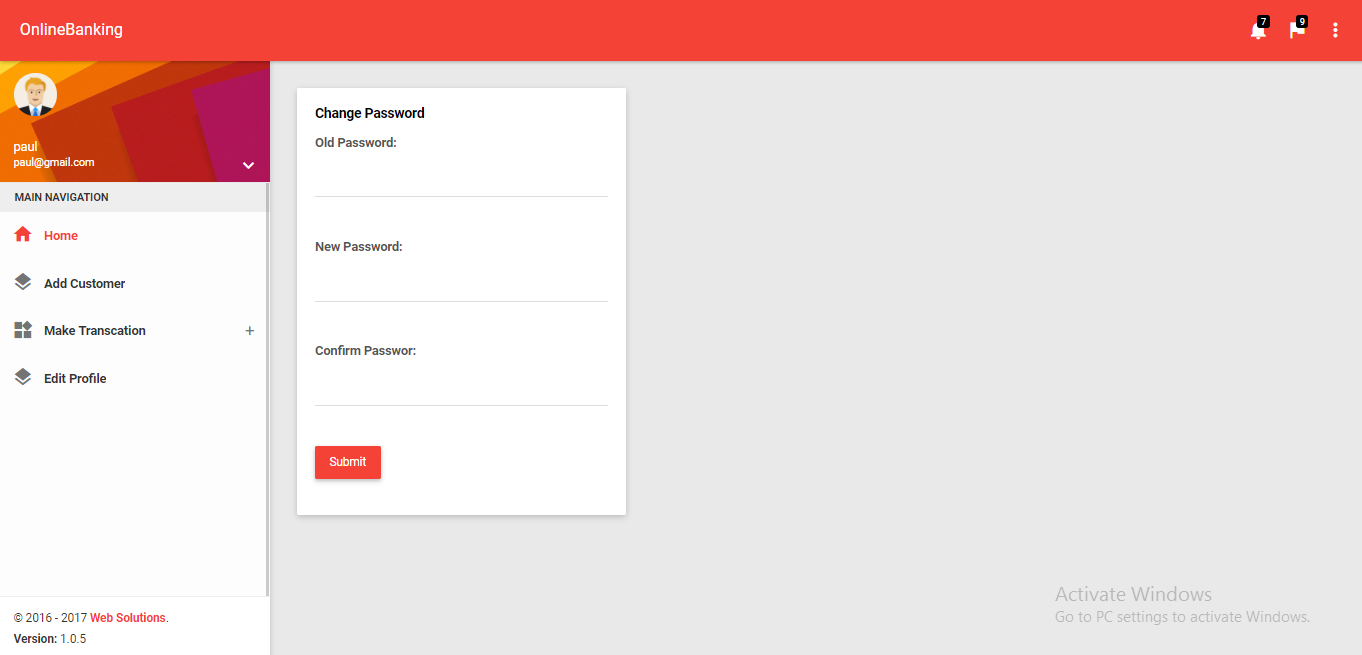 OnlineBanking
7
9
paul
paul@gmail.com
MAIN NAVIGATION
Home
Add Customer
Make Transcation +
Edit Profile
© 2016 - 2017 Web Solutions.
Version: 1.0.5
Change Password
Old Password:
New Password:
Confirm Passwor:
Submit
Activate Windows
Go to PC settings to activate Windows.